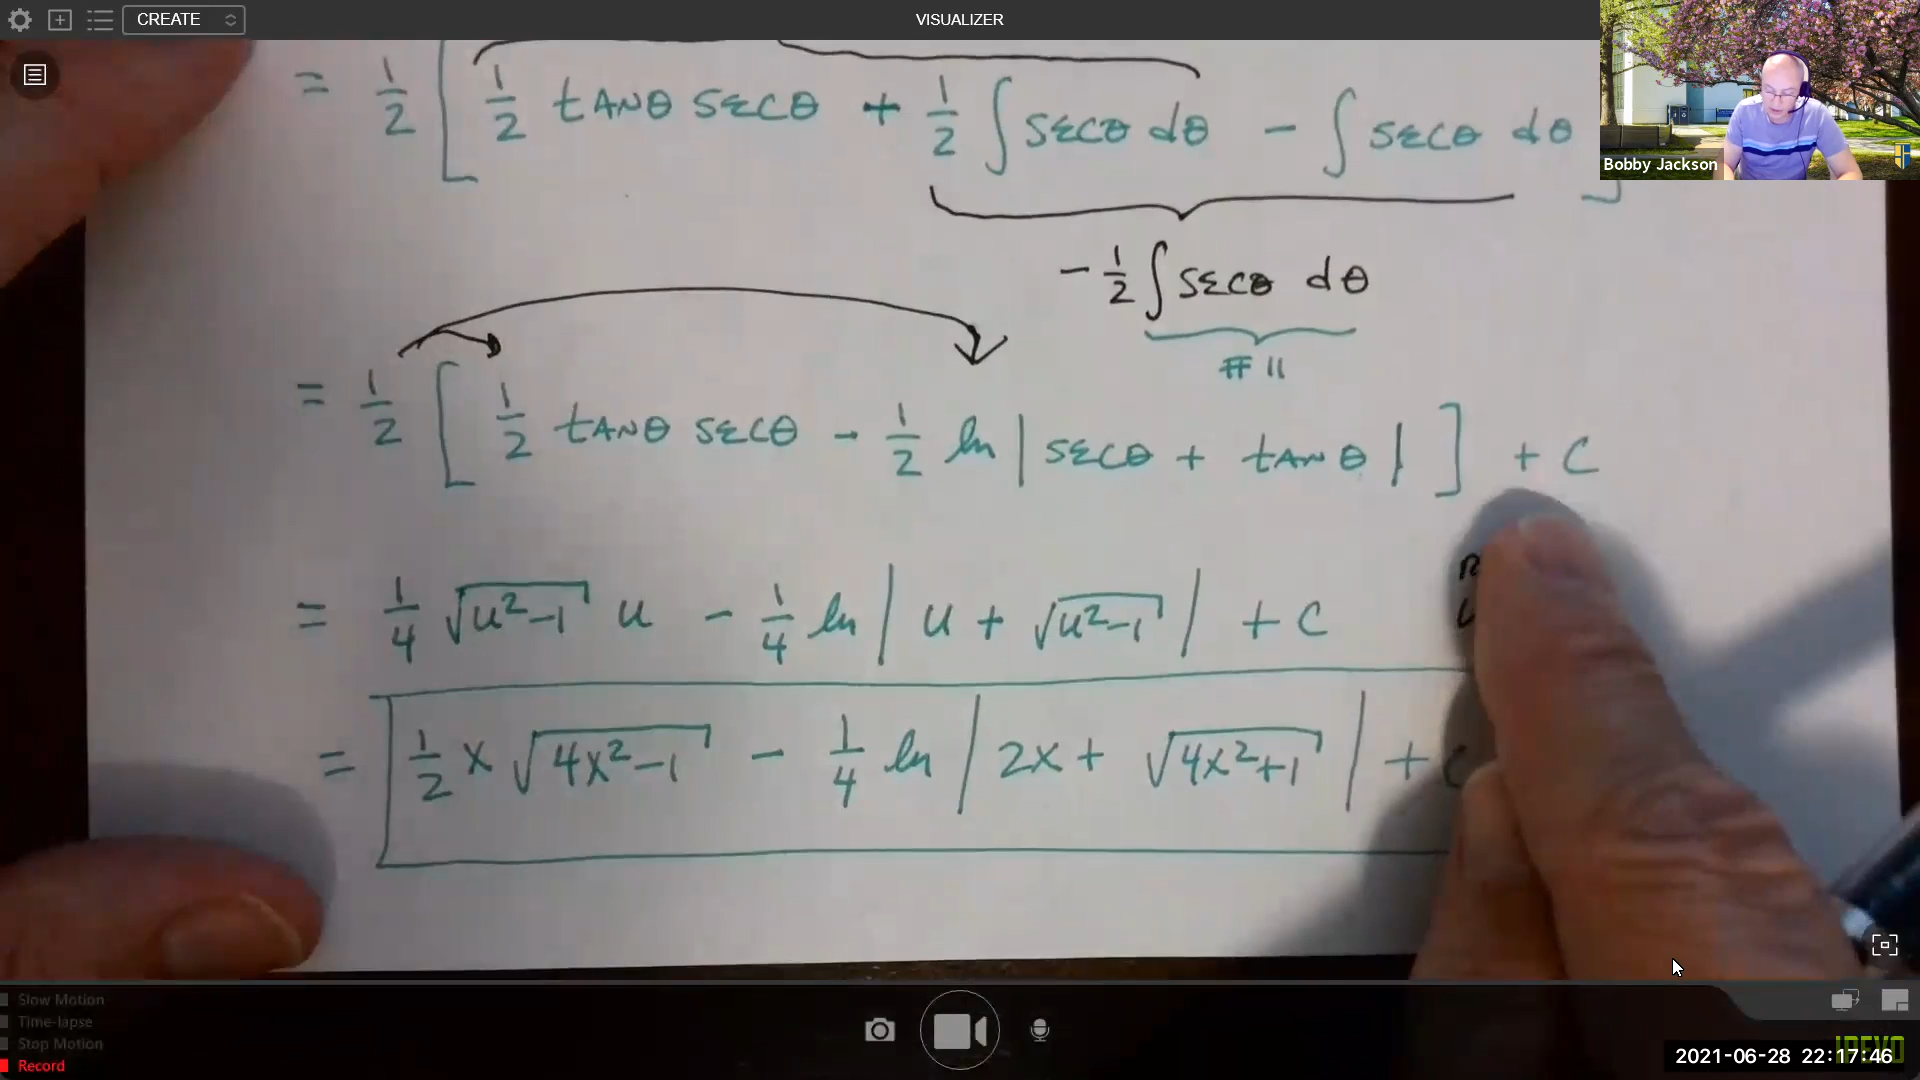 CREATE
VISUALIZER
Bobby Jackson
= 1/2 [ 1/2 tanθ secθ + 1/2 ∫ secθ dθ - ∫ secθ dθ ]
- 1/2 ∫ secθ dθ
#11
= 1/2 [ 1/2 tanθ secθ - 1/2 ln | secθ + tanθ | ] + C
= 1/4 √(u²-1) u - 1/4 ln | u + √(u²-1) | + C
= 1/2 x √(4x²-1) - 1/4 ln | 2x + √(4x²+1) | + C
Slow Motion
Time-lapse
Stop Motion
Record
2021-06-28 22:17:46